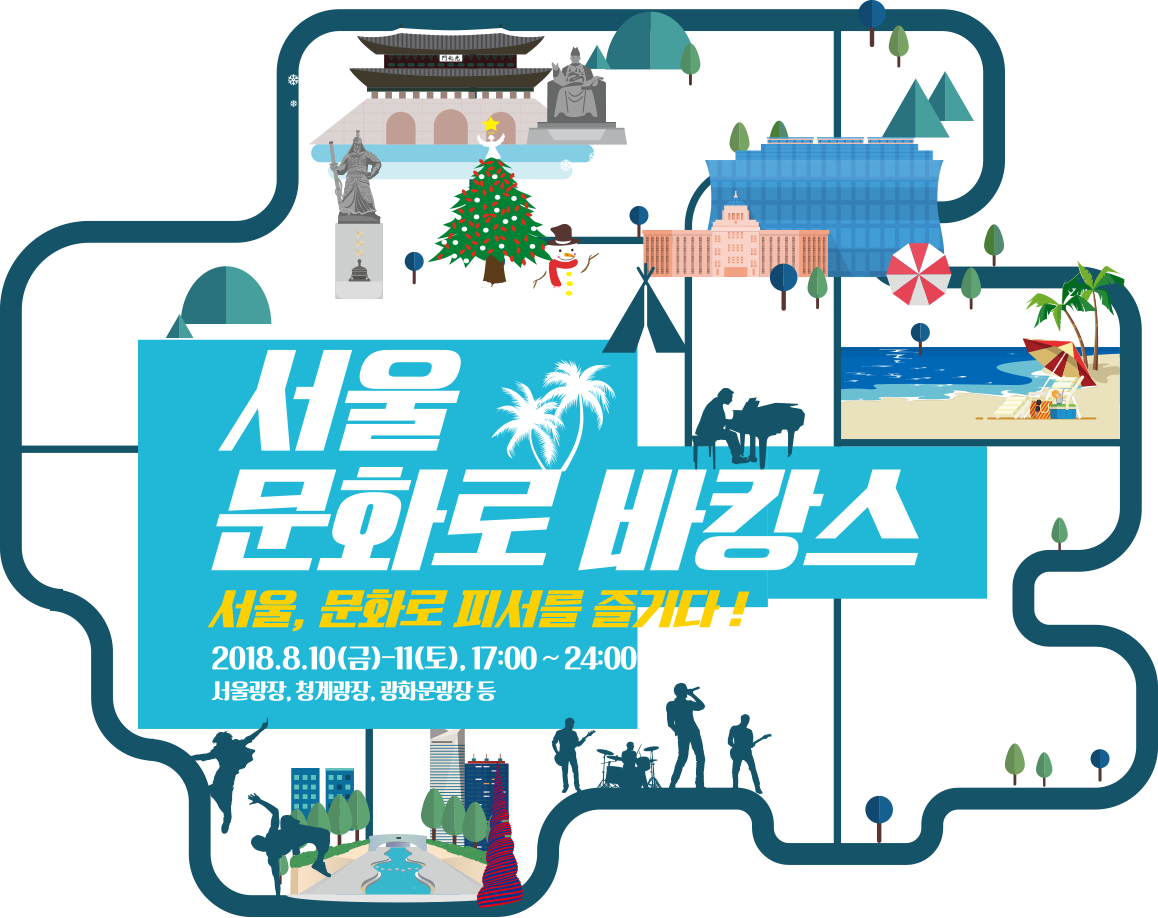 서울
문화로 바캉스
서울, 문화로 피서를 즐기다!
2018.8.10(금)-11(토), 17:00 ~ 24:00
서울광장, 청계광장, 광화문광장 등